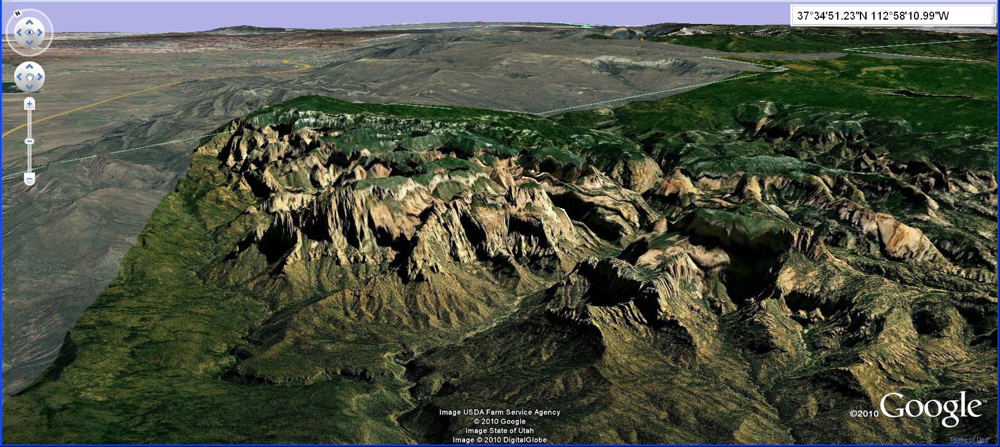 N
37°34'51.23"N 112°58'10.99"W
Image USDA Farm Service Agency
© 2010 Google
Image State of Utah
Image © 2010 DigitalGlobe
©2010 Google™
Terms of Use